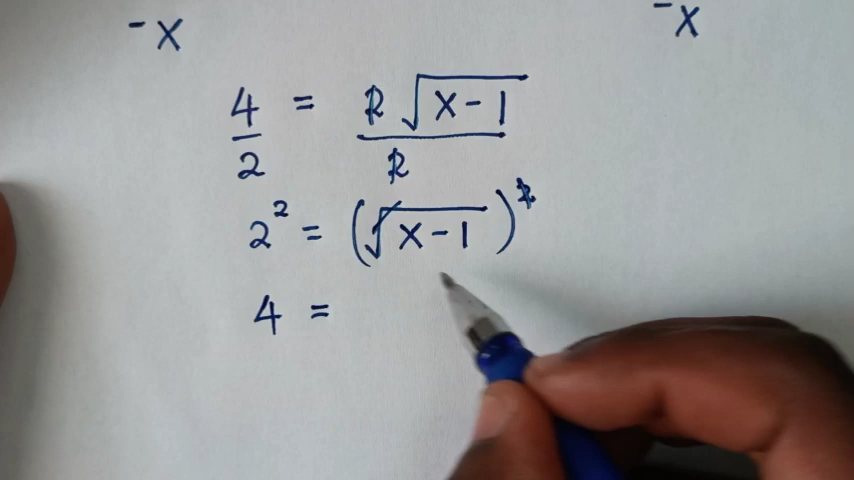 -x -x
4/2 = 2√(x-1)/2
2² = (√(x-1))²
4 =